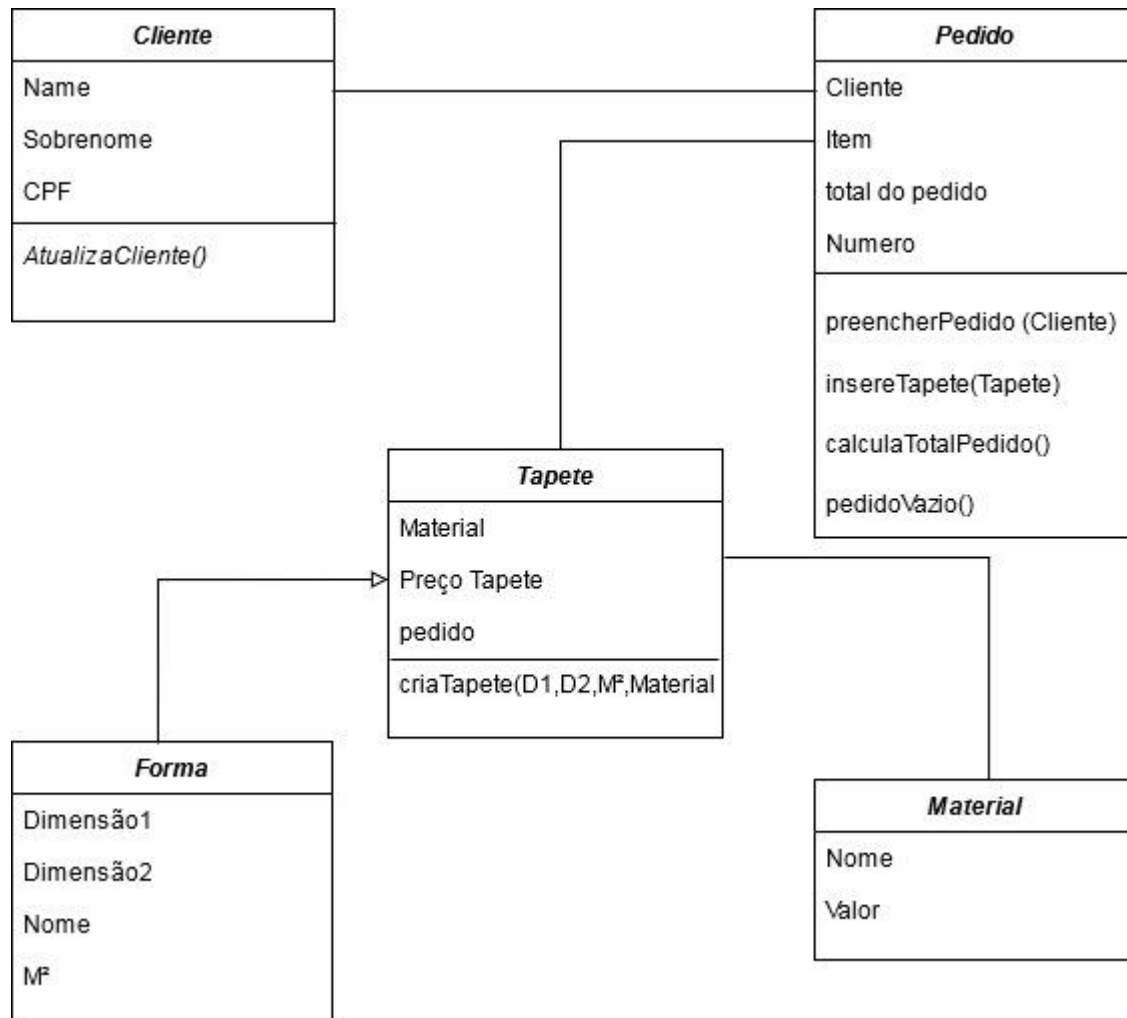 Cliente
Name
Sobrenome
CPF
AtualizaCliente()
Pedido
Cliente
Item
total do pedido
Numero
preencherPedido (Cliente)
insereTapete(Tapete)
calculaTotalPedido()
pedidoVazio()
Tapete
Material
Preço Tapete
pedido
criaTapete(D1,D2,M²,Material
Forma
Dimensão1
Dimensão2
Nome
M²
Material
Nome
Valor